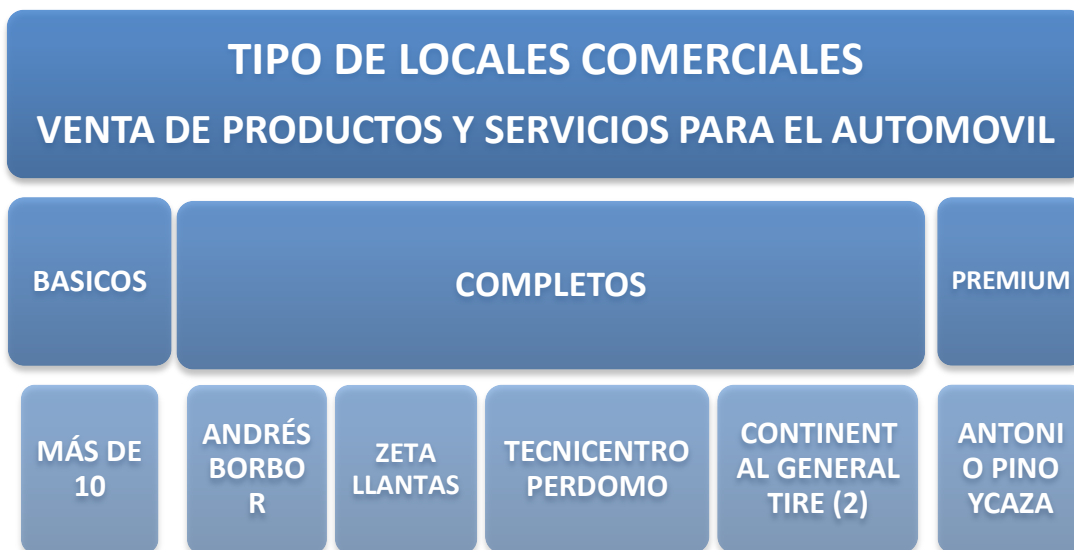 TIPO DE LOCALES COMERCIALES
VENTA DE PRODUCTOS Y SERVICIOS PARA EL AUTOMOVIL
BASICOS
COMPLETOS
PREMIUM
MÁS DE
10
ANDRÉS
BORBO
R
ZETA
LLANTAS
TECNICENTRO
PERDOMO
CONTINENT
AL GENERAL
TIRE (2)
ANTONI
O PINO
YCAZA